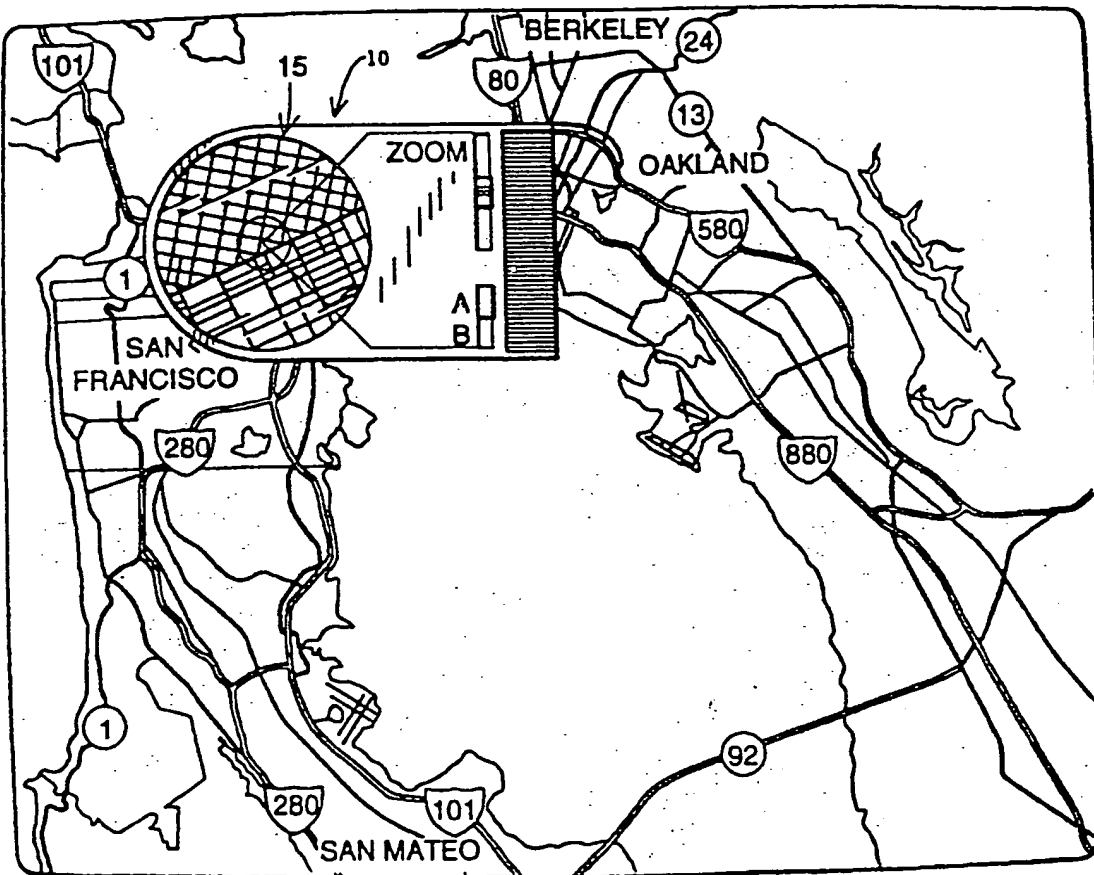 BERKELEY
24
101
15
10
80
13
ZOOM
OAKLAND
580
1
A
B
SAN
FRANCISCO
280
880
1
92
280
101
SAN MATEO